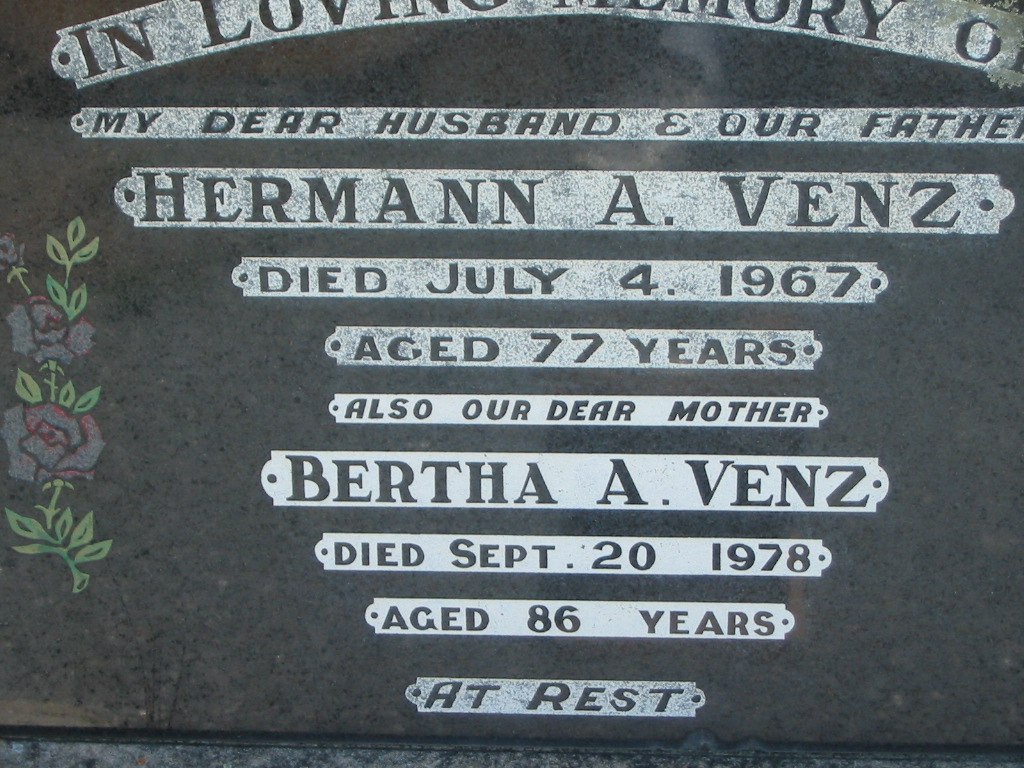 IN LOVING MEMORY O
MY DEAR HUSBAND & OUR FATHER
HERMANN A. VENZ
DIED JULY 4. 1967
AGED 77 YEARS
ALSO OUR DEAR MOTHER
BERTHA A. VENZ
DIED SEPT. 20 1978
AGED 86 YEARS
AT REST